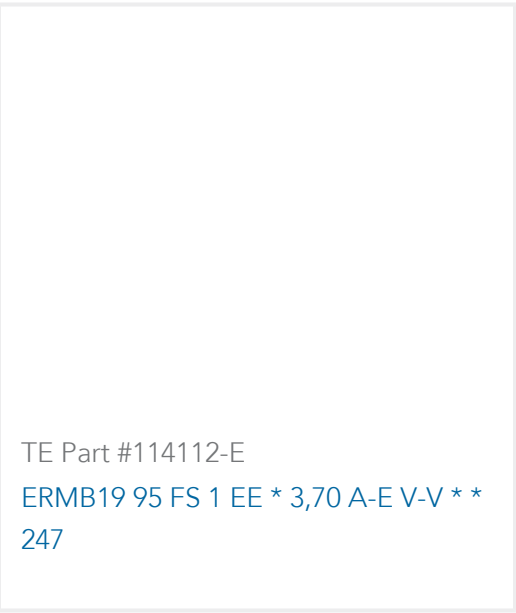 TE Part #114112-E
ERMB19 95 FS 1 EE * 3,70 A-E V-V * *
247